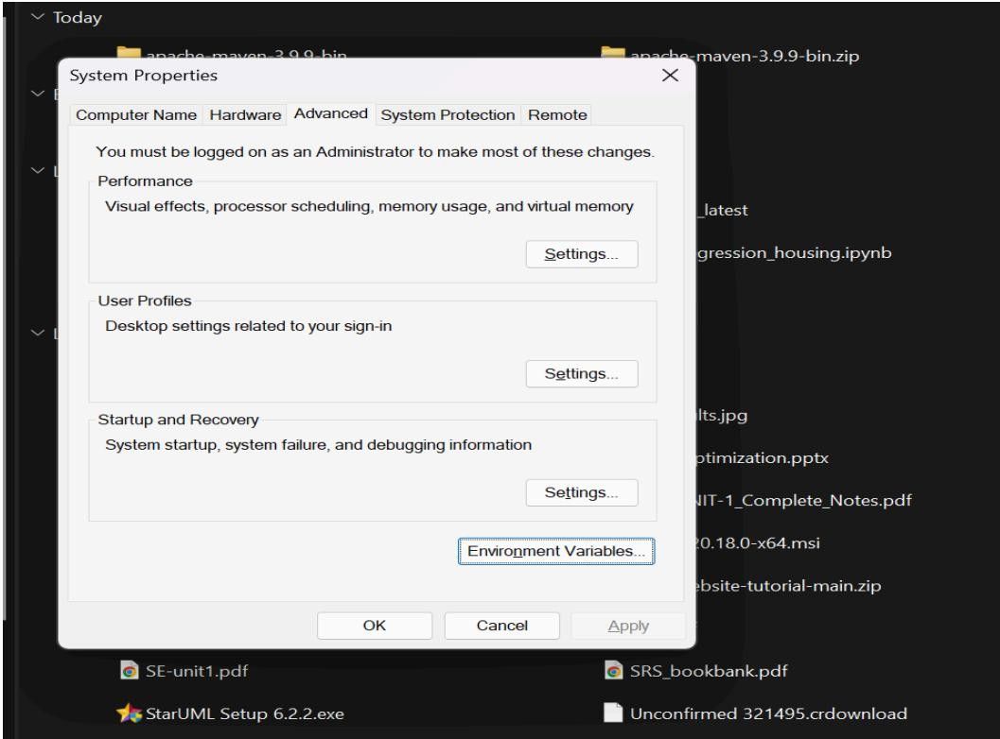 Today
apache-maven-3.9.9-bin
apache-maven-3.9.9-bin.zip
System Properties
Computer Name Hardware Advanced System Protection Remote
You must be logged on as an Administrator to make most of these changes.
Performance
Visual effects, processor scheduling, memory usage, and virtual memory
Settings...
User Profiles
Desktop settings related to your sign-in
Settings...
Startup and Recovery
System startup, system failure, and debugging information
Settings...
Environment Variables...
OK Cancel Apply
_latest
gression_housing.ipynb
lts.jpg
ptimization.pptx
NIT-1_Complete_Notes.pdf
20.18.0-x64.msi
ebsite-tutorial-main.zip
SE-unit1.pdf
SRS_bookbank.pdf
StarUML Setup 6.2.2.exe
Unconfirmed 321495.crdownload